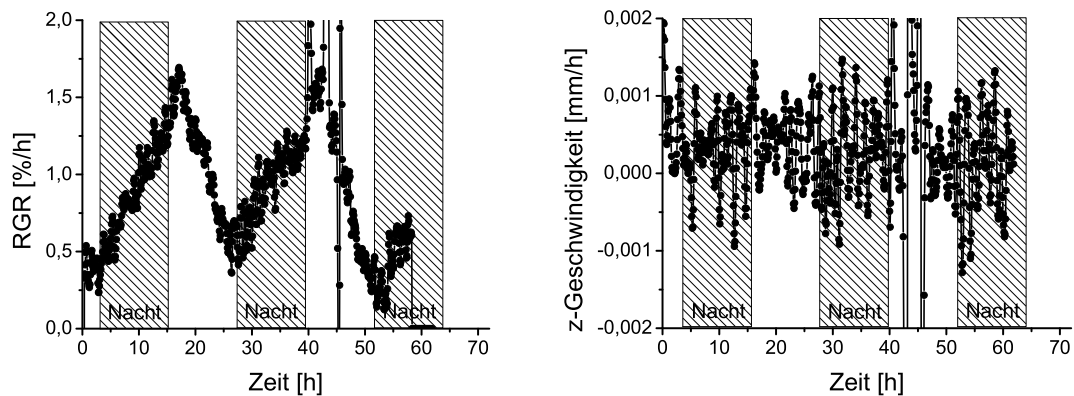 RGR [%/h]
2,0
1,5
1,0
0,5
0,0
Nacht
Nacht
Nacht
0 10 20 30 40 50 60 70
Zeit [h]
z-Geschwindigkeit [mm/h]
0,002
0,001
0,000
-0,001
-0,002
Nacht
Nacht
Nacht
0 10 20 30 40 50 60 70
Zeit [h]